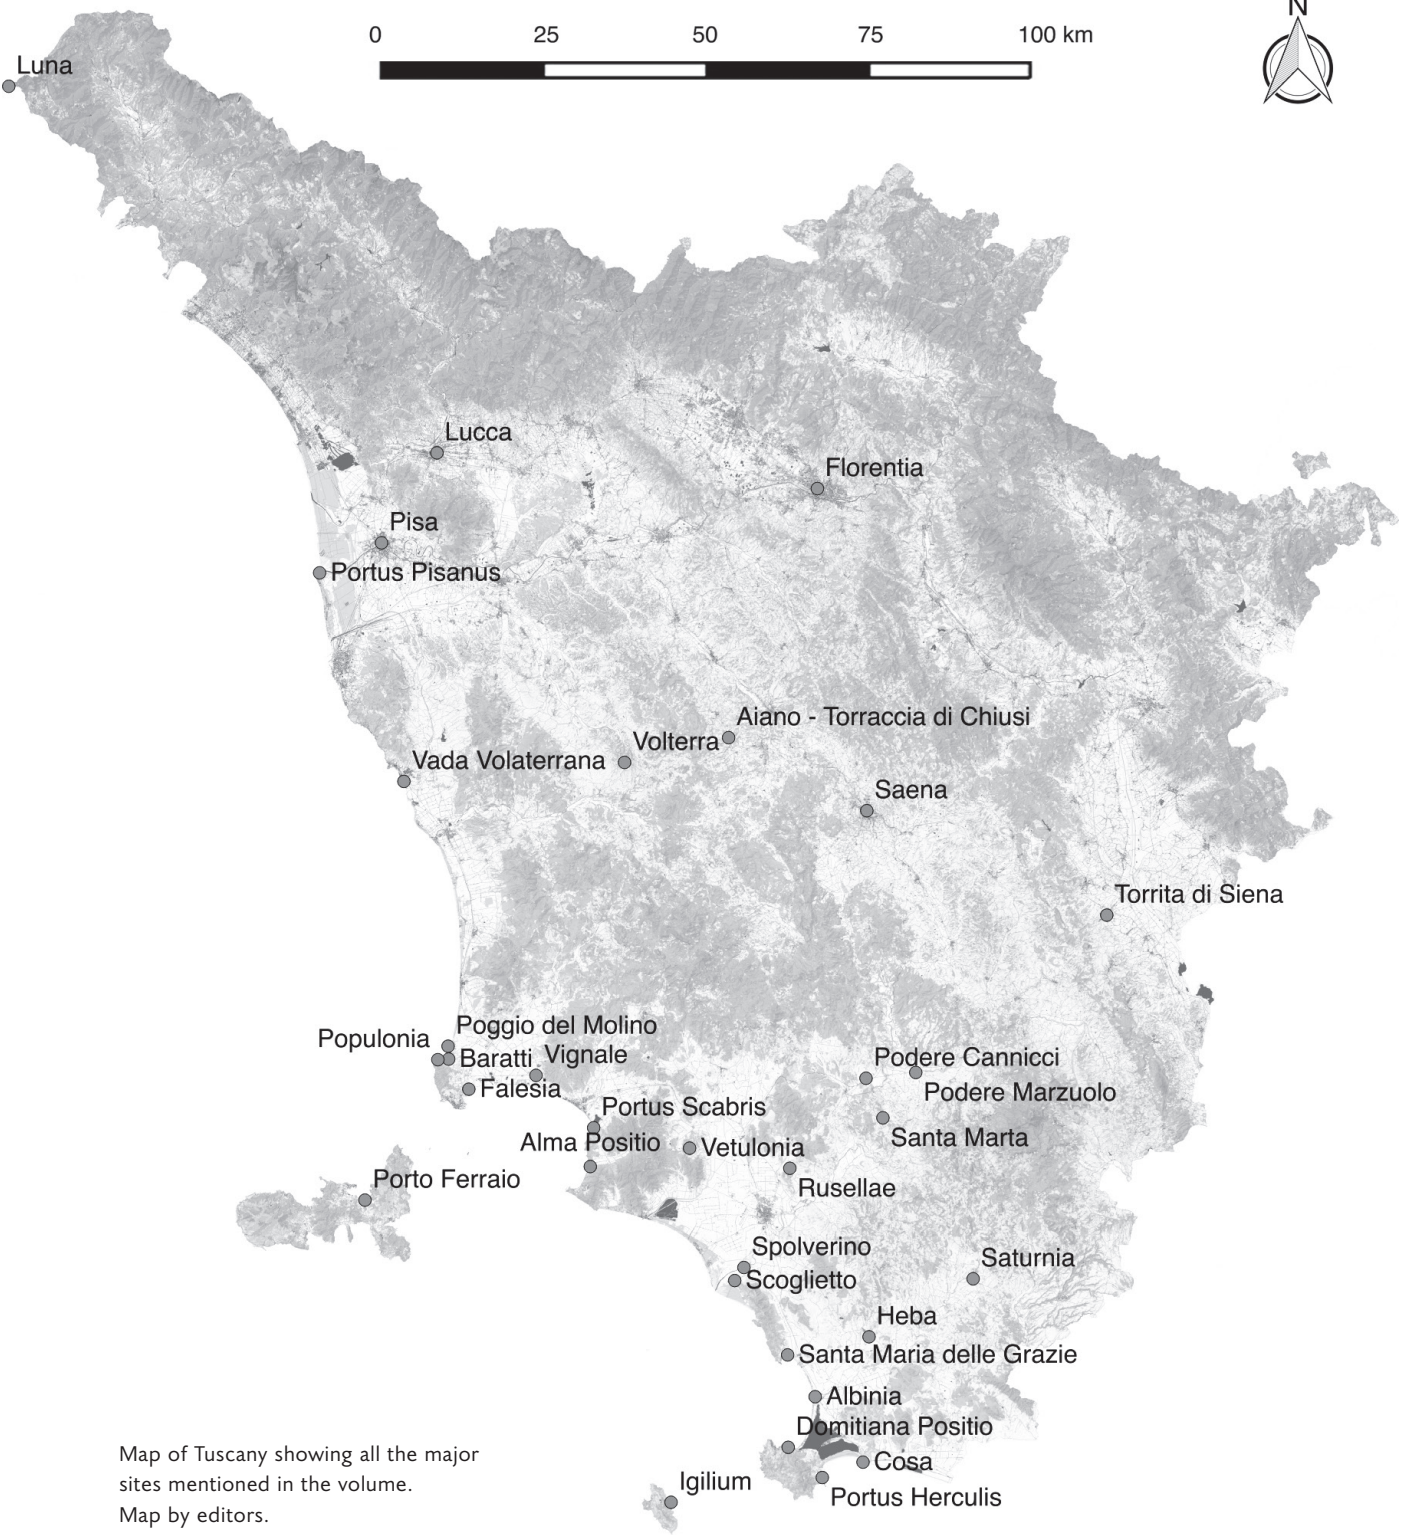 N
0 25 50 75 100 km
Luna
Lucca
Florentia
Pisa
Portus Pisanus
Aiano - Torraccia di Chiusi
Volterra
Vada Volaterrana
Saena
Torrita di Siena
Poggio del Molino
Populonia
Baratti
Vignale
Falesia
Podere Cannicci
Podere Marzuolo
Portus Scabris
Santa Marta
Alma Positio
Vetulonia
Porto Ferraio
Rusellae
Spolverino
Saturnia
Scoglietto
Heba
Santa Maria delle Grazie
Albinia
Domitiana Positio
Cosa
Igilium
Portus Herculis
Map of Tuscany showing all the major
sites mentioned in the volume.
Map by editors.